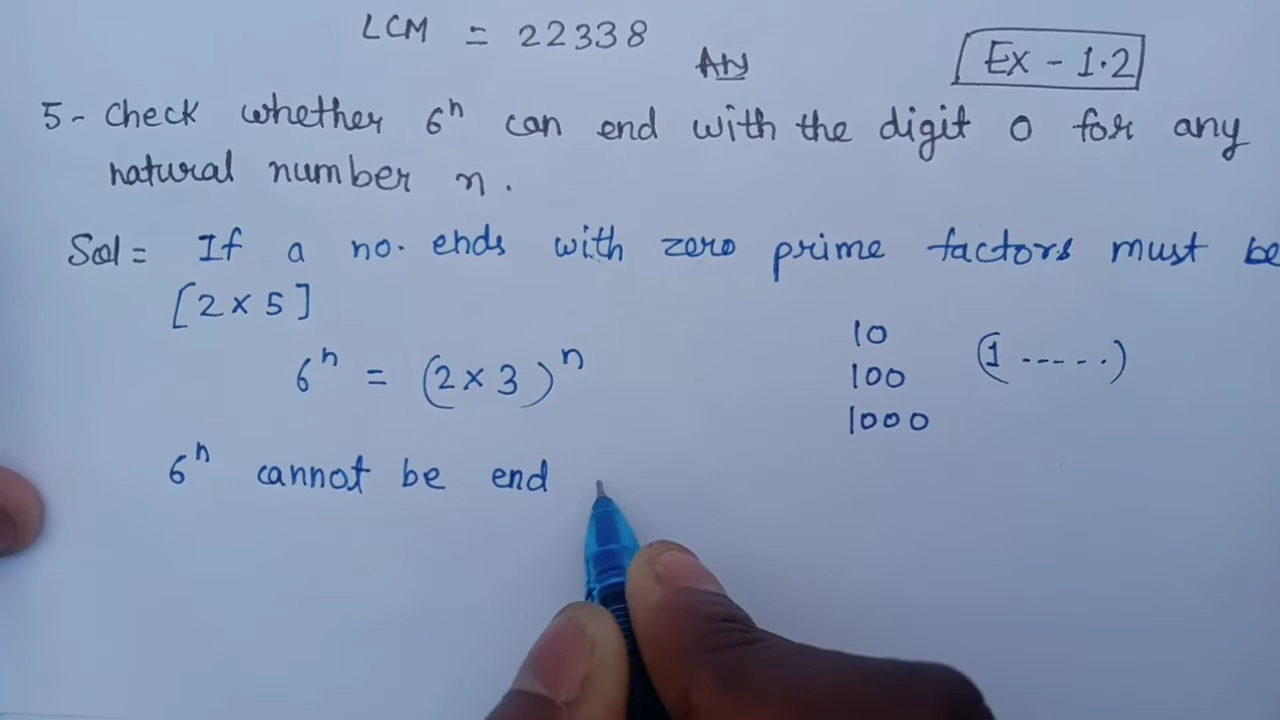 LCM = 22338
Ans
Ex - 1.2
5- Check whether 6ⁿ can end with the digit 0 for any
natural number n.
Sol = If a no. ends with zero prime factors must be
[2 × 5]
6ⁿ = (2 × 3)ⁿ
10
100
1000
(1 ------)
6ⁿ cannot be end